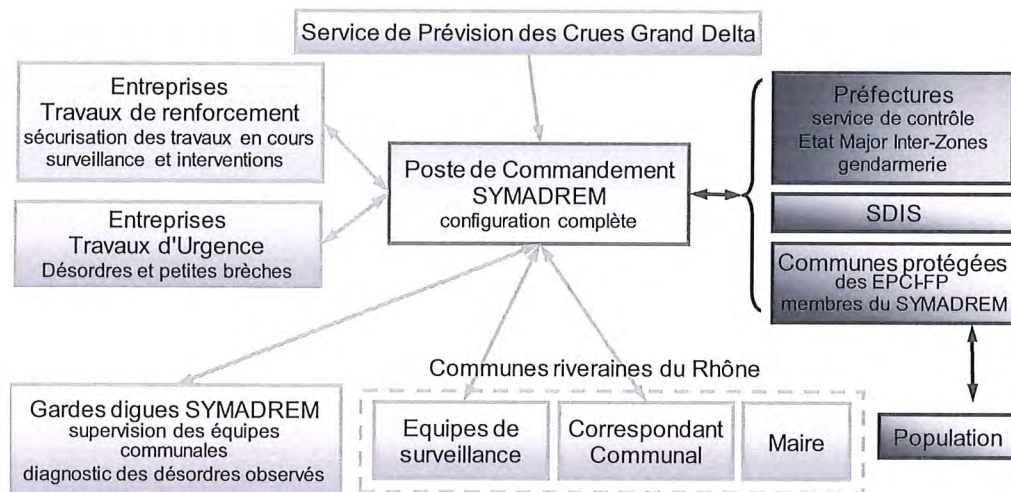 Service de Prévision des Crues Grand Delta
Entreprises
Travaux de renforcement
sécurisation des travaux en cours
surveillance et interventions
Entreprises
Travaux d'Urgence
Désordres et petites brèches
Poste de Commandement
SYMADREM
configuration complète
Préfectures
service de contrôle
Etat Major Inter-Zones
gendarmerie
SDIS
Communes protégées
des EPCI-FP
membres du SYMADREM
Population
Gardes digues SYMADREM
supervision des équipes
communales
diagnostic des désordres observés
Communes riveraines du Rhône
Equipes de
surveillance
Correspondant
Communal
Maire